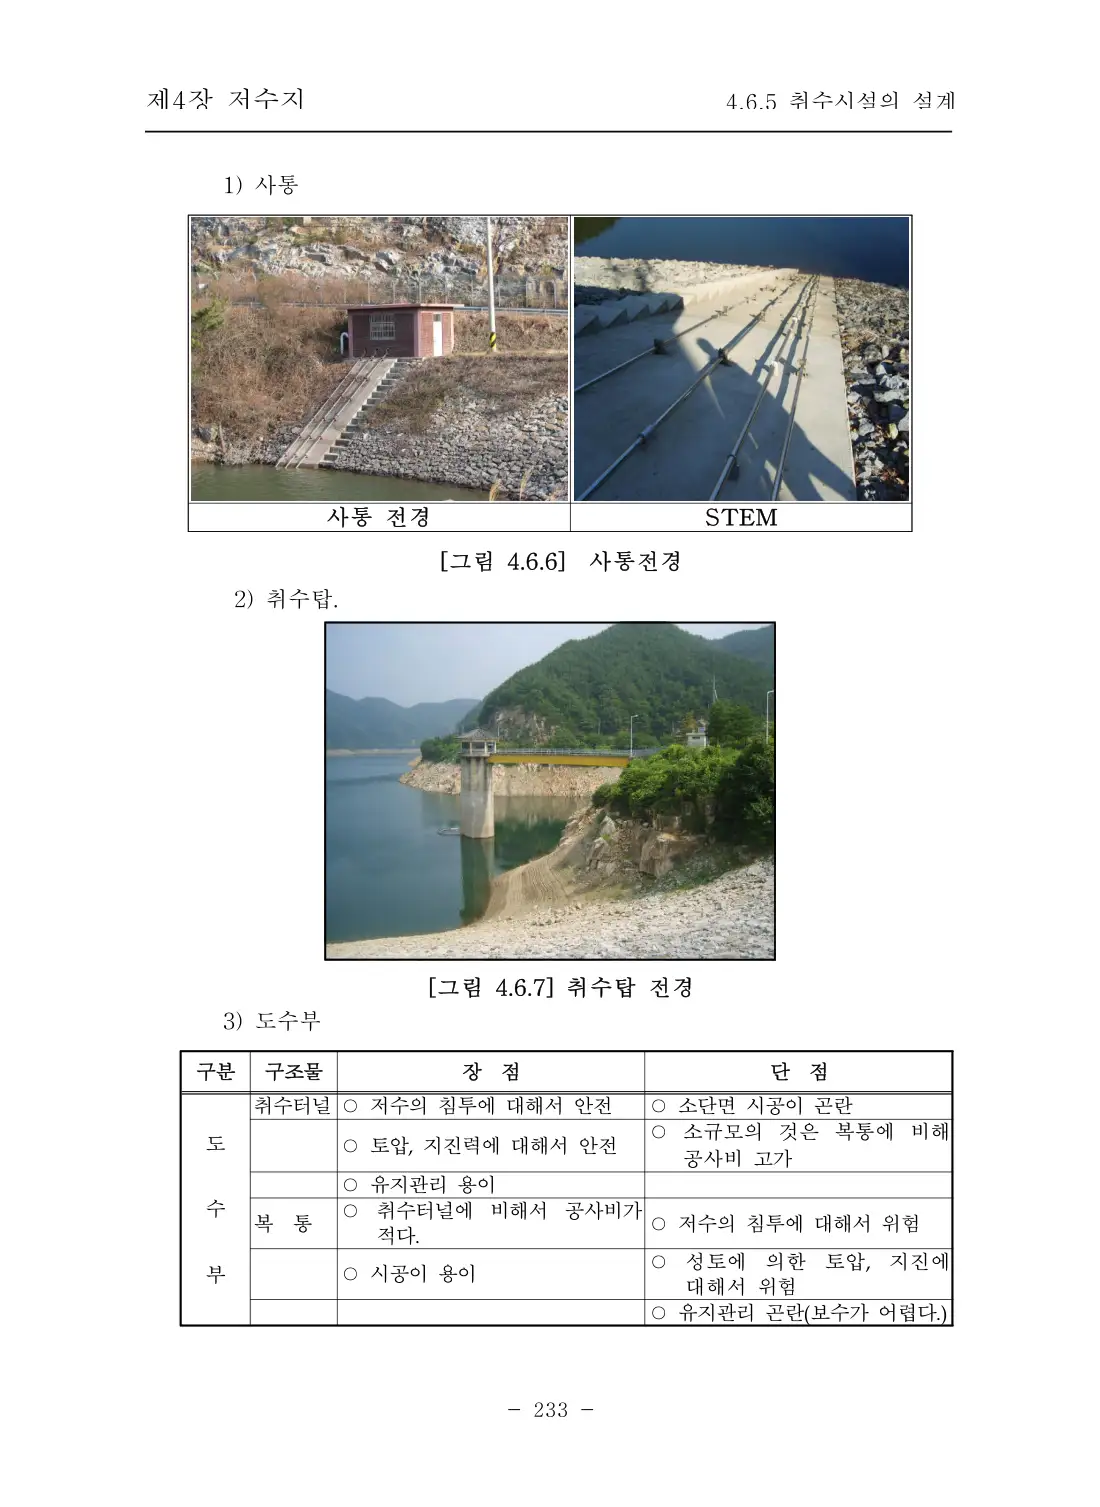 제4장 저수지
4.6.5 취수시설의 설계
1) 사통
사통 전경
STEM
[그림 4.6.6] 사통전경
2) 취수탑.
[그림 4.6.7] 취수탑 전경
3) 도수부
구분 구조물 장 점 단 점
취수터널 ○ 저수의 침투에 대해서 안전 ○ 소단면 시공이 곤란
도 ○ 토압, 지진력에 대해서 안전 ○ 소규모의 것은 복통에 비해
공사비 고가
○ 유지관리 용이
수 복 통 ○ 취수터널에 비해서 공사비가
적다.
○ 저수의 침투에 대해서 위험
부 ○ 시공이 용이 ○ 성토에 의한 토압, 지진에
대해서 위험
○ 유지관리 곤란(보수가 어렵다.)
- 233 -